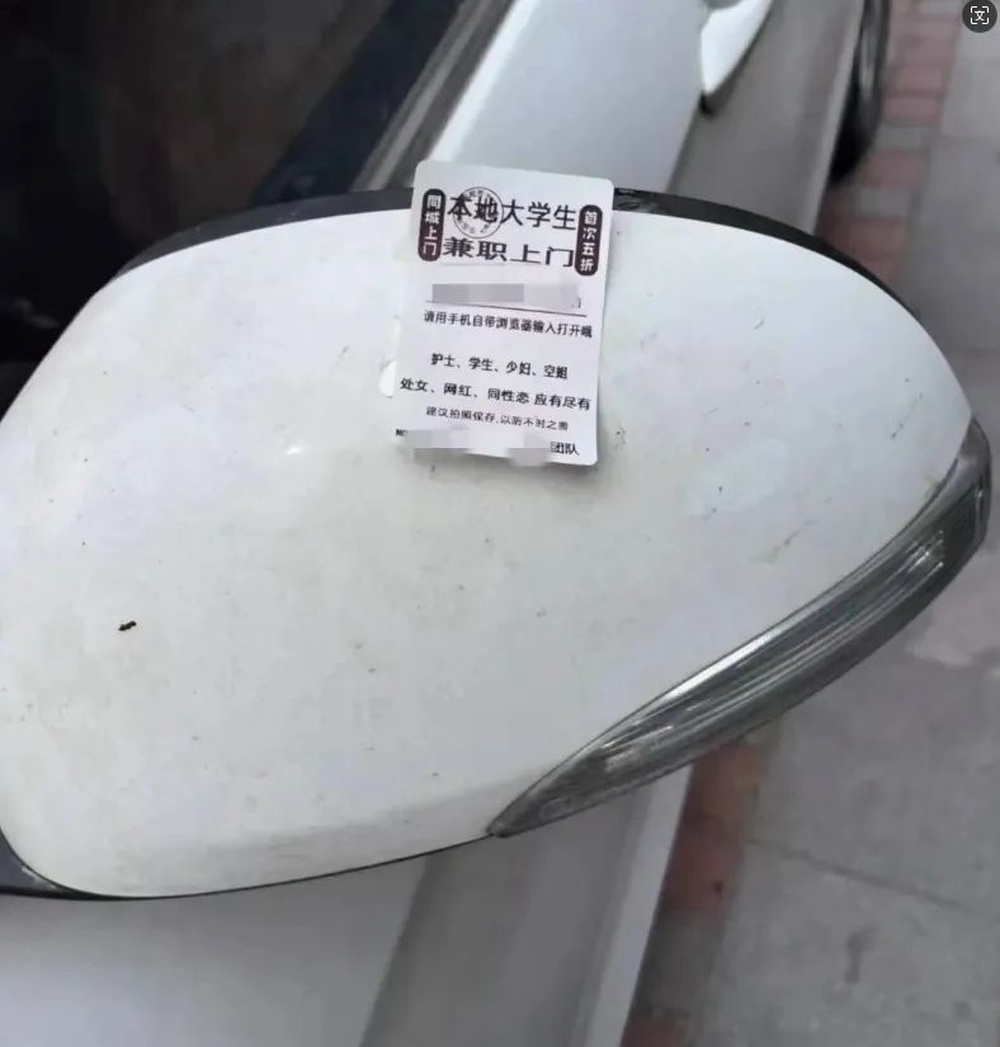 同城上门
本地大学生
首次五折
兼职上门
请用手机自带浏览器输入打开哦
护士、学生、少妇、空姐
处女、网红、同性恋 应有尽有
建议拍照保存,以防不时之需
团队